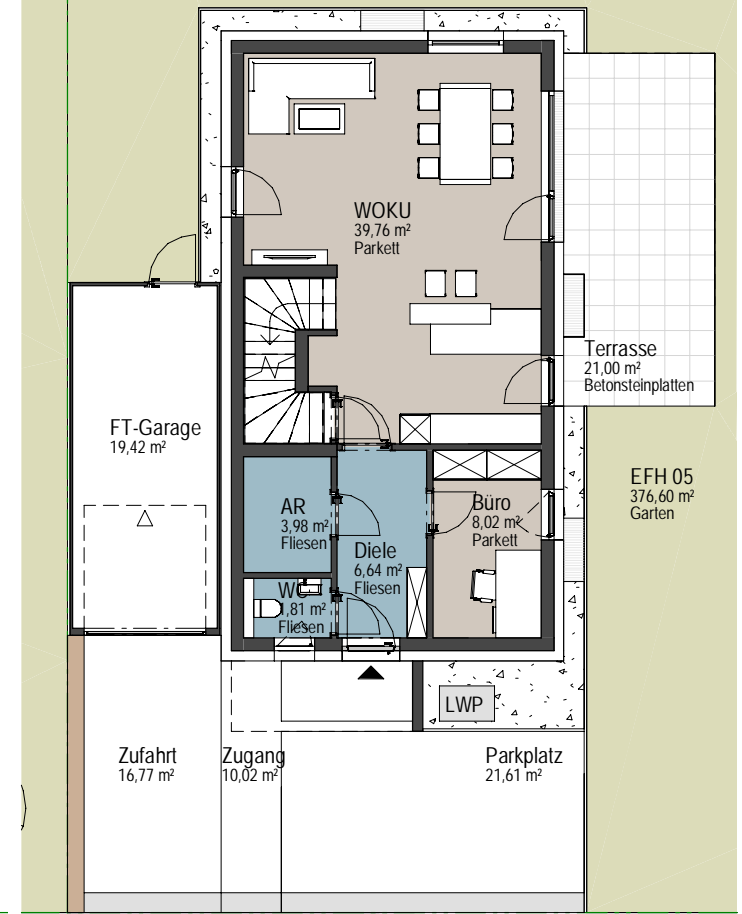 WOKU
39,76 m²
Parkett
Terrasse
21,00 m²
Betonsteinplatten
FT-Garage
19,42 m²
EFH 05
376,60 m²
Garten
AR
3,98 m²
Fliesen
Büro
8,02 m²
Parkett
Diele
6,64 m²
Fliesen
WC
1,81 m²
Fliesen
LWP
Zufahrt
16,77 m²
Zugang
10,02 m²
Parkplatz
21,61 m²